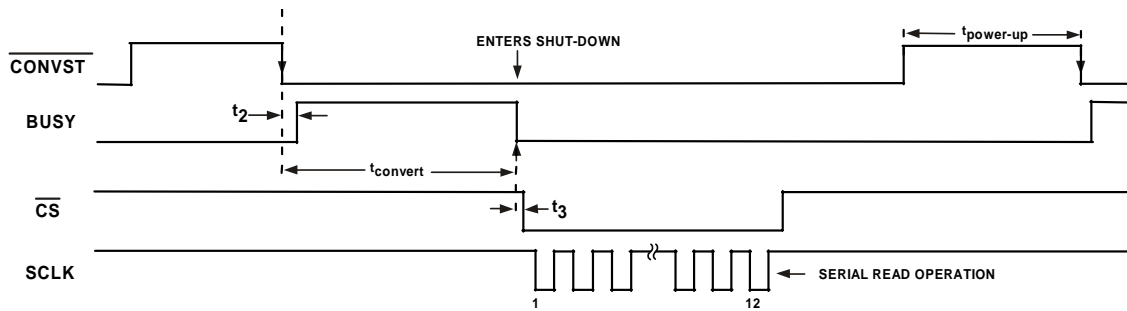 tpower-up
ENTERS SHUT-DOWN
CONVST
t2
BUSY
tconvert
CS
t3
SCLK
SERIAL READ OPERATION
1
12